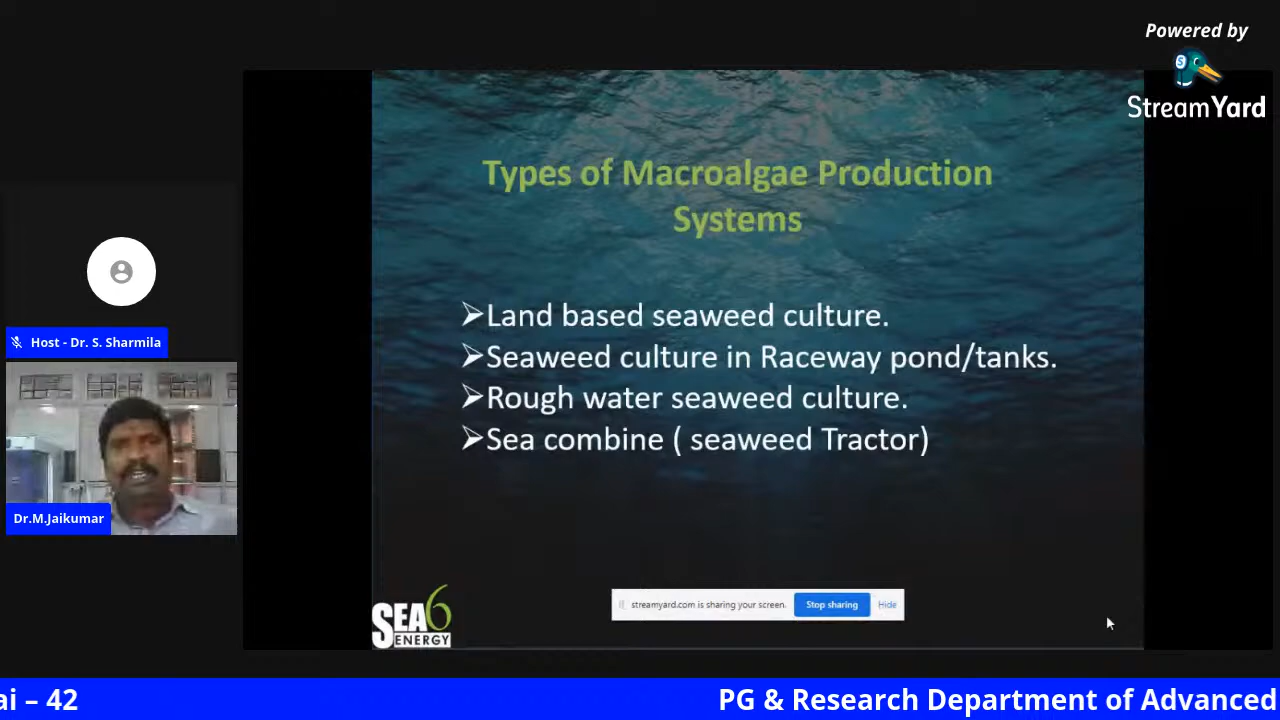 Powered by
StreamYard
Types of Macroalgae Production
Systems
➢Land based seaweed culture.
➢Seaweed culture in Raceway pond/tanks.
➢Rough water seaweed culture.
➢Sea combine ( seaweed Tractor)
Host - Dr. S. Sharmila
Dr.M.Jaikumar
SEA6
ENERGY
streamyard.com is sharing your screen.
Stop sharing
Hide
ai – 42
PG & Research Department of Advanced